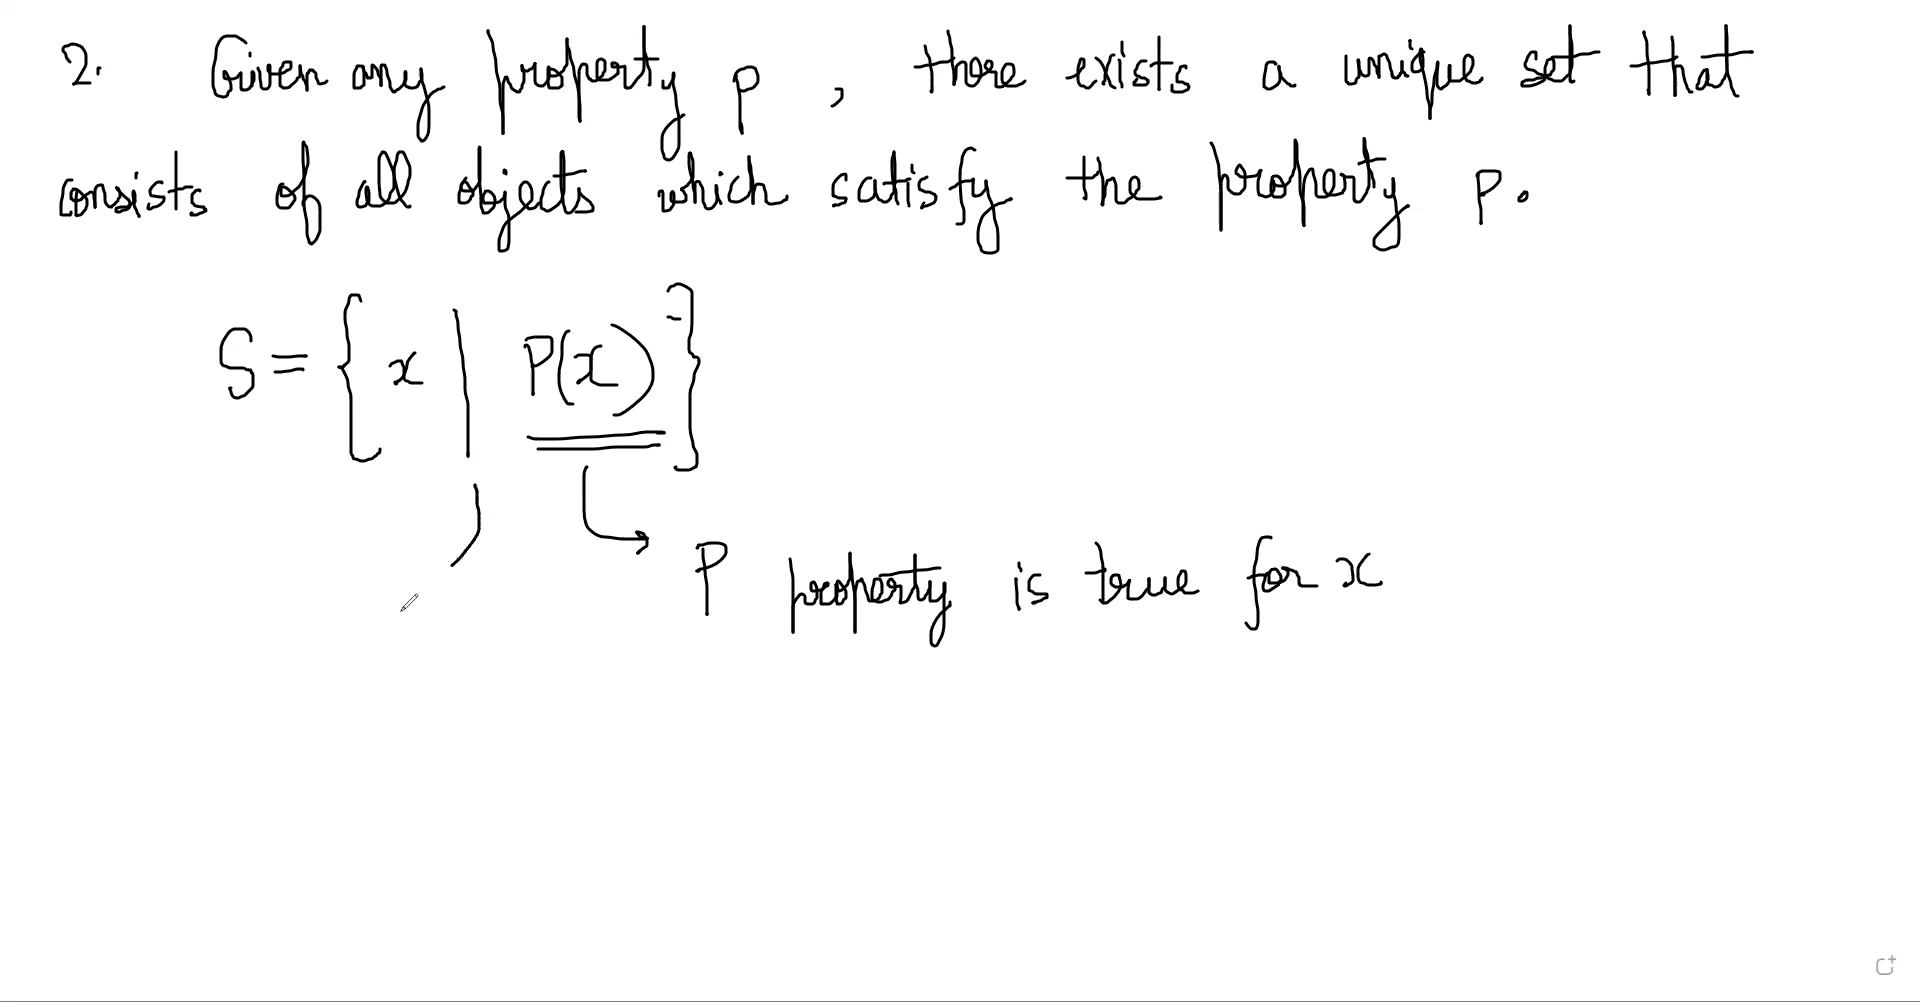 2. Given any property P, there exists a unique set that
consists of all objects which satisfy the property P.
S = { x | P(x) }
P property is true for x